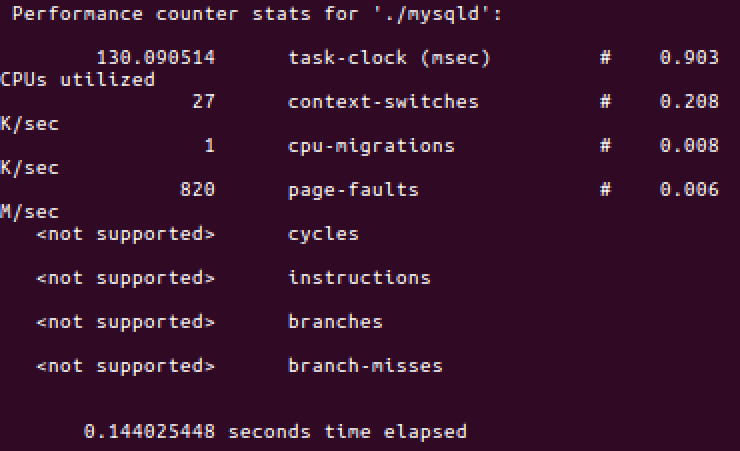 Performance counter stats for './mysqld':
130.090514 task-clock (msec) # 0.903
CPUs utilized
27 context-switches # 0.208
K/sec
1 cpu-migrations # 0.008
K/sec
820 page-faults # 0.006
M/sec
<not supported> cycles
<not supported> instructions
<not supported> branches
<not supported> branch-misses
0.144025448 seconds time elapsed